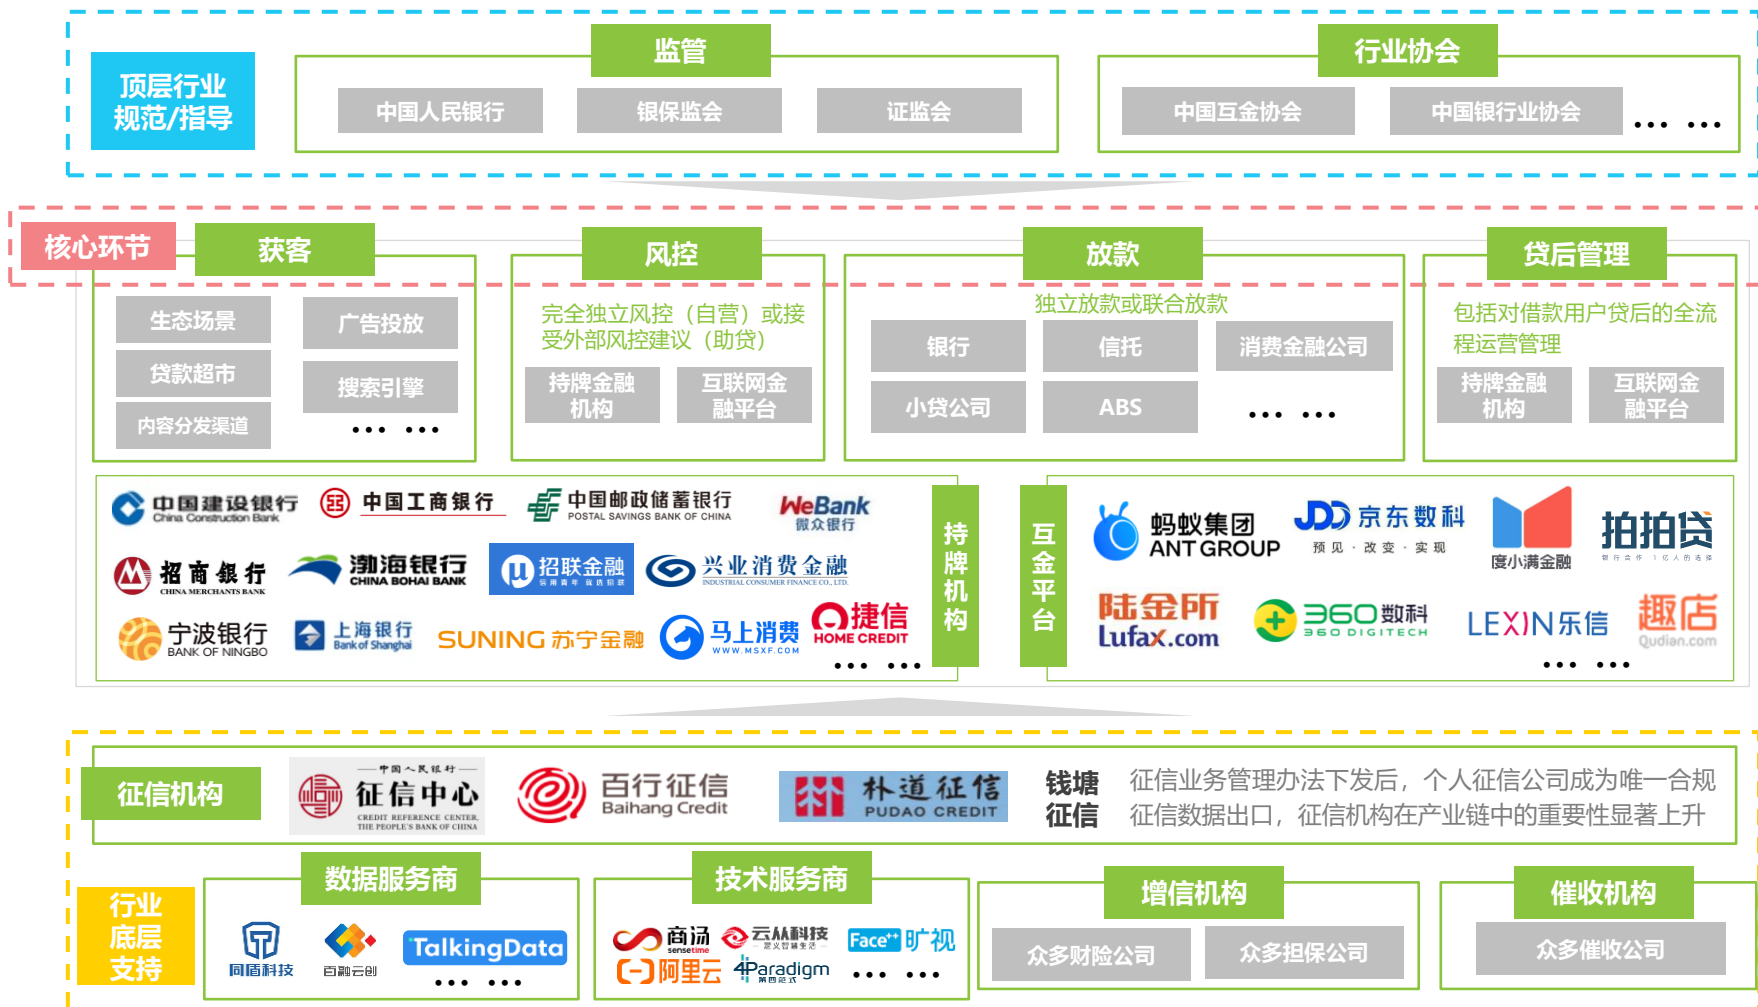 顶层行业
规范/指导
监管
中国人民银行
银保监会
证监会
行业协会
中国互金协会
中国银行业协会
… …
核心环节
获客
生态场景
广告投放
贷款超市
搜索引擎
内容分发渠道
… …
风控
完全独立风控（自营）或接
受外部风控建议（助贷）
持牌金融
机构
互联网金
融平台
放款
独立放款或联合放款
银行
信托
消费金融公司
小贷公司
ABS
… …
贷后管理
包括对借款用户贷后的全流
程运营管理
持牌金融
机构
互联网金
融平台
中国建设银行
China Construction Bank
中国工商银行
中国邮政储蓄银行
POSTAL SAVINGS BANK OF CHINA
WeBank
微众银行
招商银行
CHINA MERCHANTS BANK
渤海银行
CHINA BOHAI BANK
招联金融
兴业消费金融
INDUSTRIAL CONSUMER FINANCE CO., LTD.
宁波银行
BANK OF NINGBO
上海银行
Bank of Shanghai
SUNING 苏宁金融
马上消费
WWW.MSXF.COM
捷信
HOME CREDIT
… …
持牌机构
互金平台
蚂蚁集团
ANT GROUP
JDD 京东数科
预见·改变·实现
度小满金融
拍拍贷
陆金所
Lufax.com
360数科
360 DIGITECH
LEXIN乐信
趣店
Qudian.com
… …
征信机构
中国人民银行
征信中心
CREDIT REFERENCE CENTER,
THE PEOPLE'S BANK OF CHINA
百行征信
Baihang Credit
朴道征信
PUDAO CREDIT
钱塘
征信
征信业务管理办法下发后，个人征信公司成为唯一合规
征信数据出口，征信机构在产业链中的重要性显著上升
行业
底层
支持
数据服务商
同盾科技
百融云创
TalkingData
… …
技术服务商
商汤
sensetime
云从科技
定义智慧生活
Face++ 旷视
阿里云
4Paradigm
第四范式
… …
增信机构
众多财险公司
众多担保公司
催收机构
众多催收公司